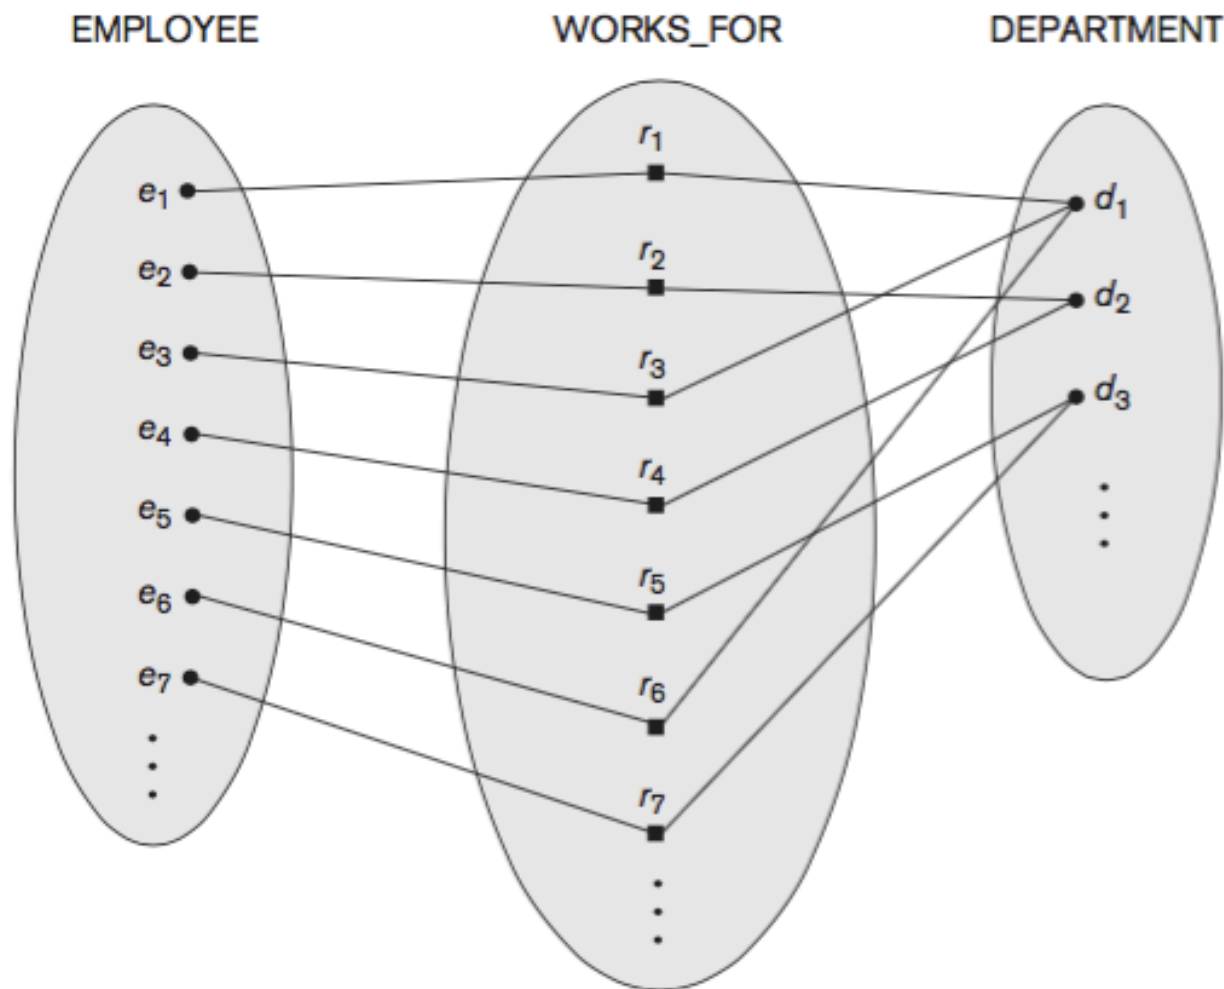 EMPLOYEE
WORKS_FOR
DEPARTMENT
e₁
e₂
e₃
e₄
e₅
e₆
e₇
r₁
r₂
r₃
r₄
r₅
r₆
r₇
d₁
d₂
d₃